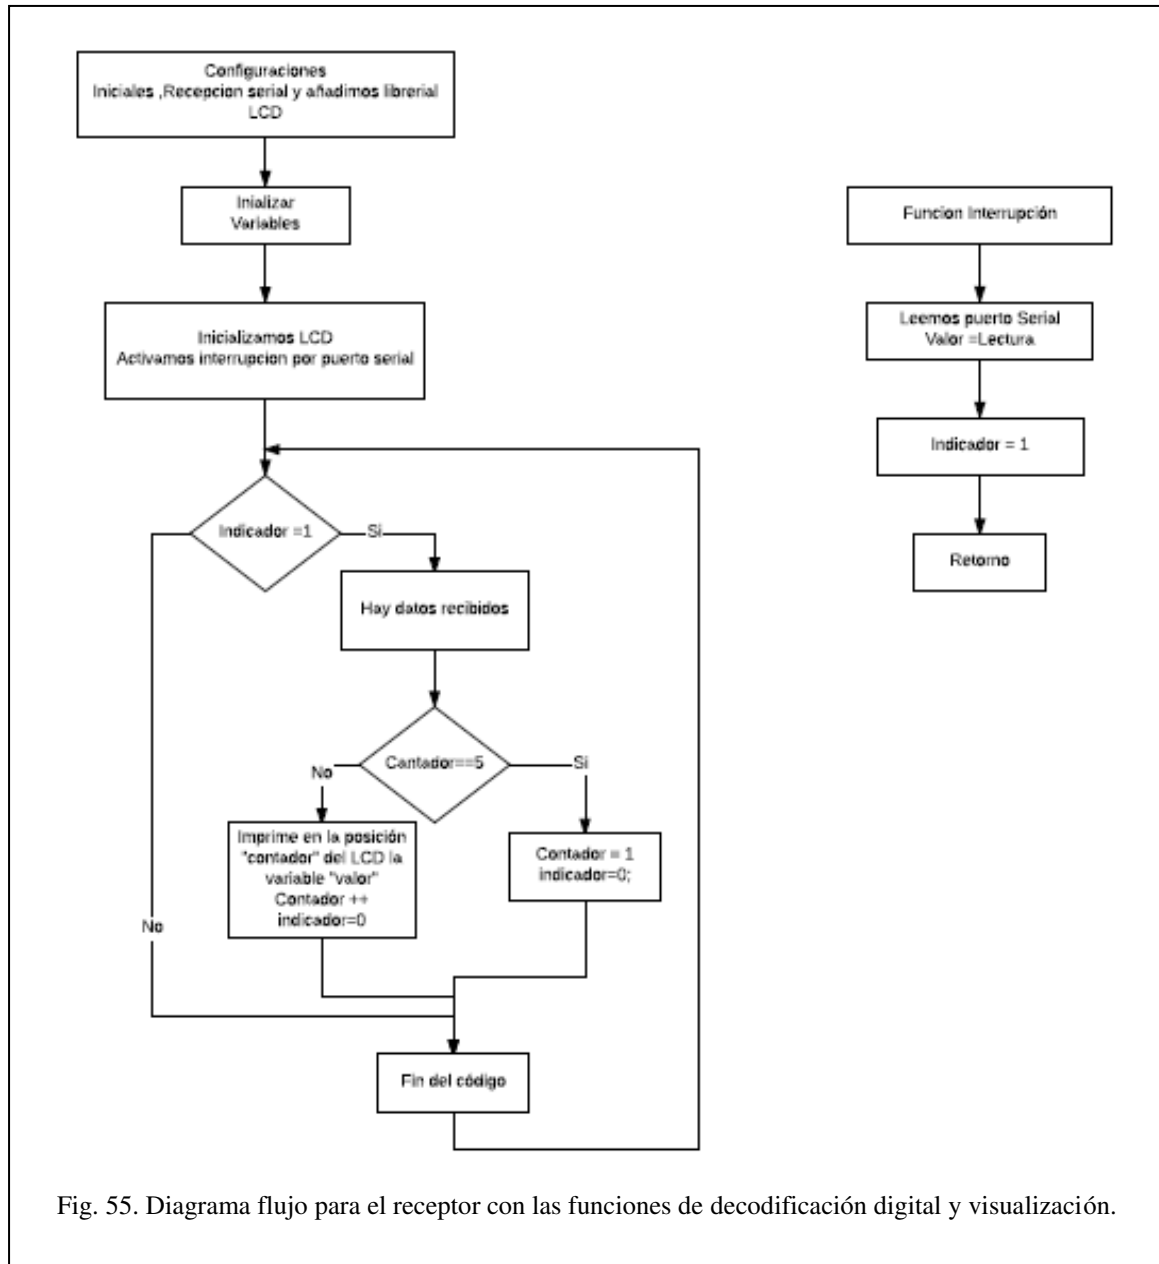 Configuraciones
Iniciales ,Recepcion serial y añadimos librerial
LCD
Inializar
Variables
Inicializamos LCD
Activamos interrupcion por puerto serial
Indicador =1
Si
Hay datos recibidos
Cantador==5
No
Si
Imprime en la posición
"contador" del LCD la
variable "valor"
Contador ++
indicador=0
Contador = 1
indicador=0;
No
Fin del código
Funcion Interrupción
Leemos puerto Serial
Valor =Lectura
Indicador = 1
Retorno
Fig. 55. Diagrama flujo para el receptor con las funciones de decodificación digital y visualización.